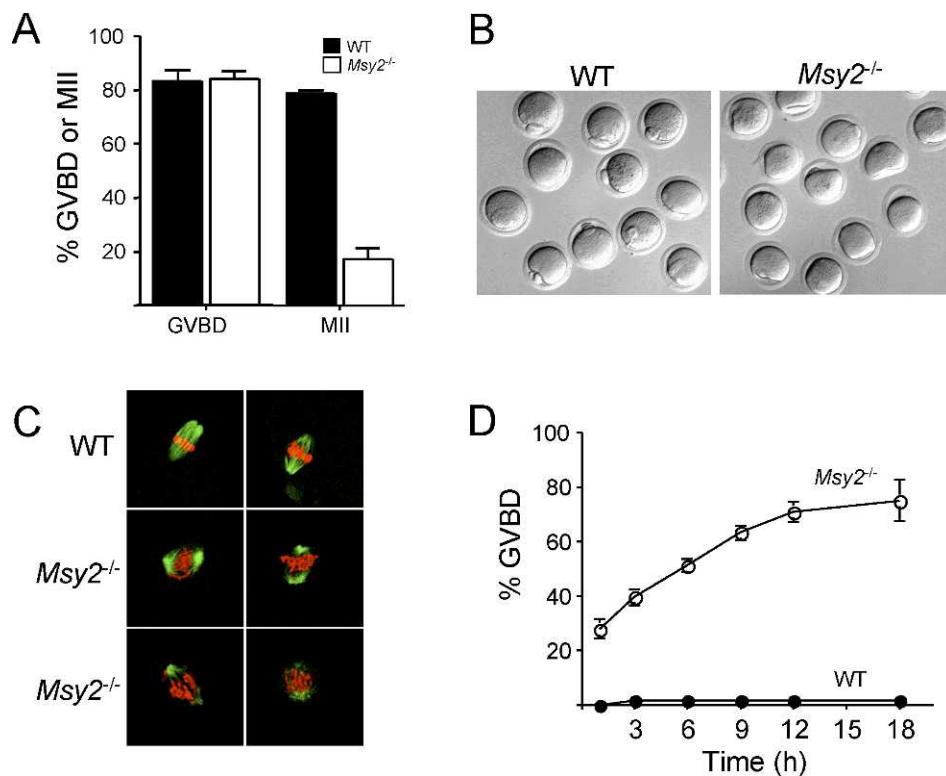 A
% GVBD or MII
100
80
60
40
20
WT
Msy2-/-
GVBD
MII
B
WT
Msy2-/-
C
WT
Msy2-/-
Msy2-/-
D
% GVBD
100
80
60
40
20
Msy2-/-
WT
3 6 9 12 15 18
Time (h)